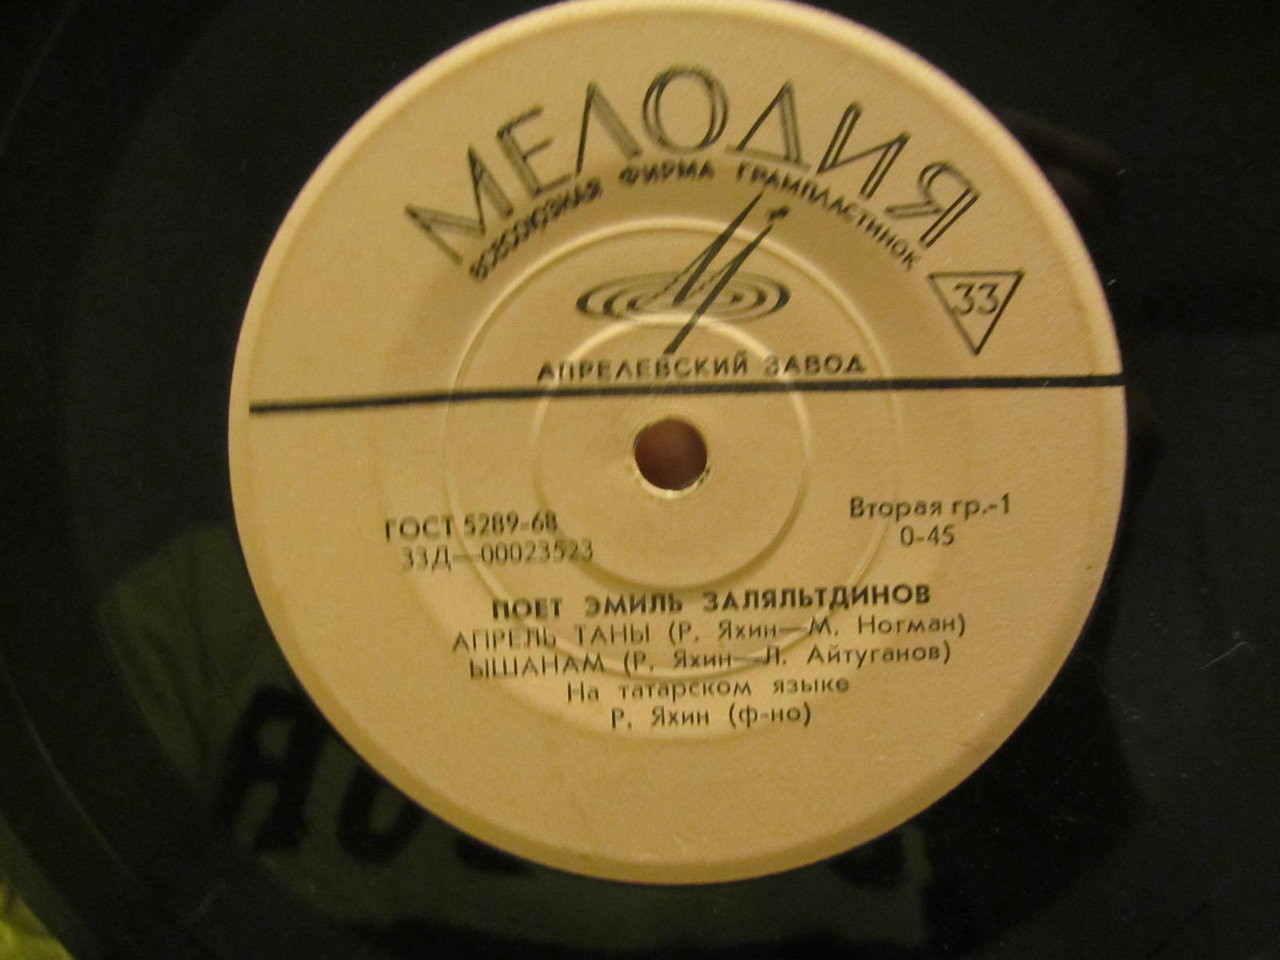 МЕЛОДИЯ
ВСЕСОЮЗНАЯ ФИРМА ГРАМПЛАСТИНОК
33
АПРЕЛЕВСКИЙ ЗАВОД
ГОСТ 5289-68
33Д—00023523
Вторая гр.-1
0-45
ПОЕТ ЭМИЛЬ ЗАЛЯЛЬТДИНОВ
АПРЕЛЬ ТАНЫ (Р. Яхин—М. Ногман)
ЫШАНАМ (Р. Яхин—Л. Айтуганов)
На татарском языке
Р. Яхин (ф-но)